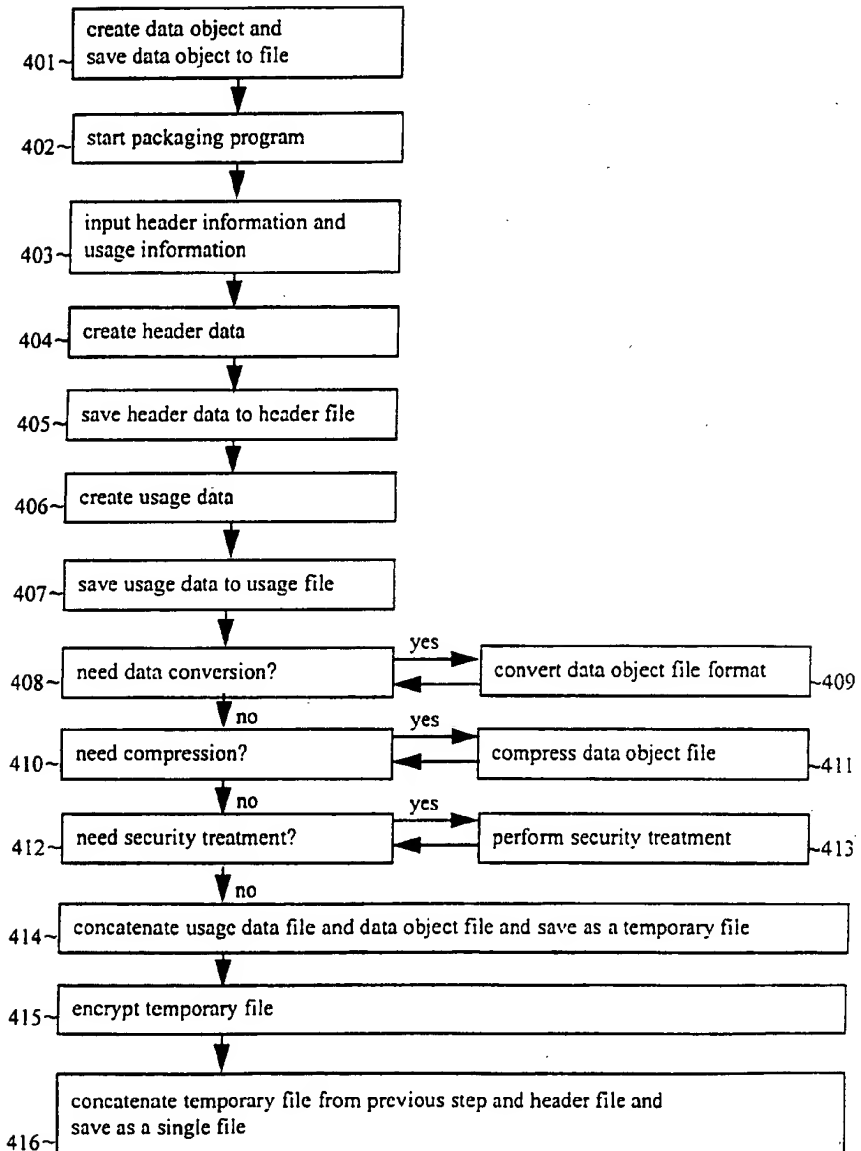 create data object and
save data object to file
401~
start packaging program
402~
input header information and
usage information
403~
create header data
404~
save header data to header file
405~
create usage data
406~
save usage data to usage file
407~
need data conversion?
408~
yes
convert data object file format
~409
no
need compression?
410~
yes
compress data object file
~411
no
need security treatment?
412~
yes
perform security treatment
~413
no
concatenate usage data file and data object file and save as a temporary file
414~
encrypt temporary file
415~
concatenate temporary file from previous step and header file and
save as a single file
416~